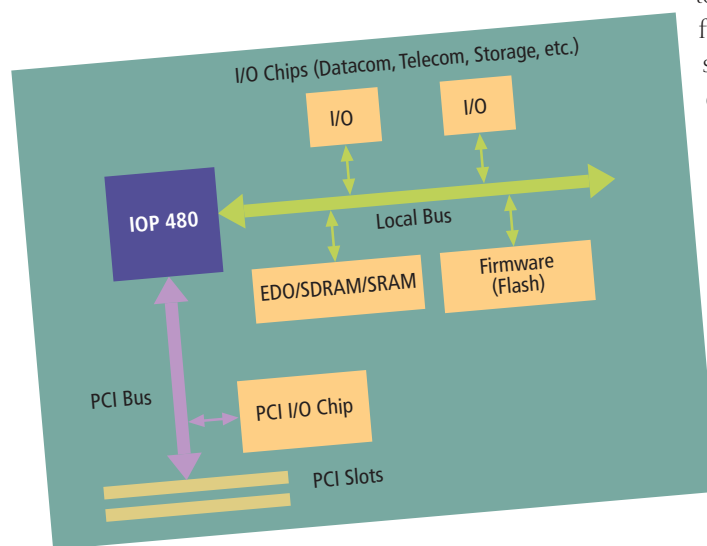 I/O Chips (Datacom, Telecom, Storage, etc.)
I/O
I/O
IOP 480
Local Bus
EDO/SDRAM/SRAM
Firmware
(Flash)
PCI Bus
PCI I/O Chip
PCI Slots